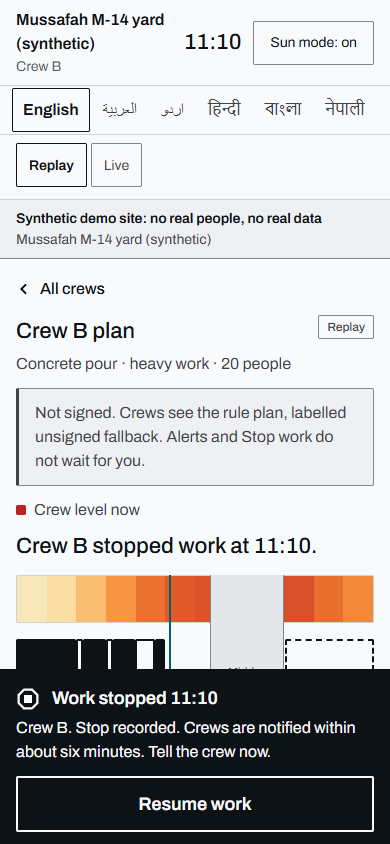 Mussafah M-14 yard
(synthetic)
Crew B
11:10
Sun mode: on
English
العربية
اردو
हिन्दी
বাংলা
नेपाली
Replay
Live
Synthetic demo site: no real people, no real data
Mussafah M-14 yard (synthetic)
All crews
Crew B plan
Replay
Concrete pour · heavy work · 20 people
Not signed. Crews see the rule plan, labelled
unsigned fallback. Alerts and Stop work do
not wait for you.
Crew level now
Crew B stopped work at 11:10.
Work stopped 11:10
Crew B. Stop recorded. Crews are notified within
about six minutes. Tell the crew now.
Resume work